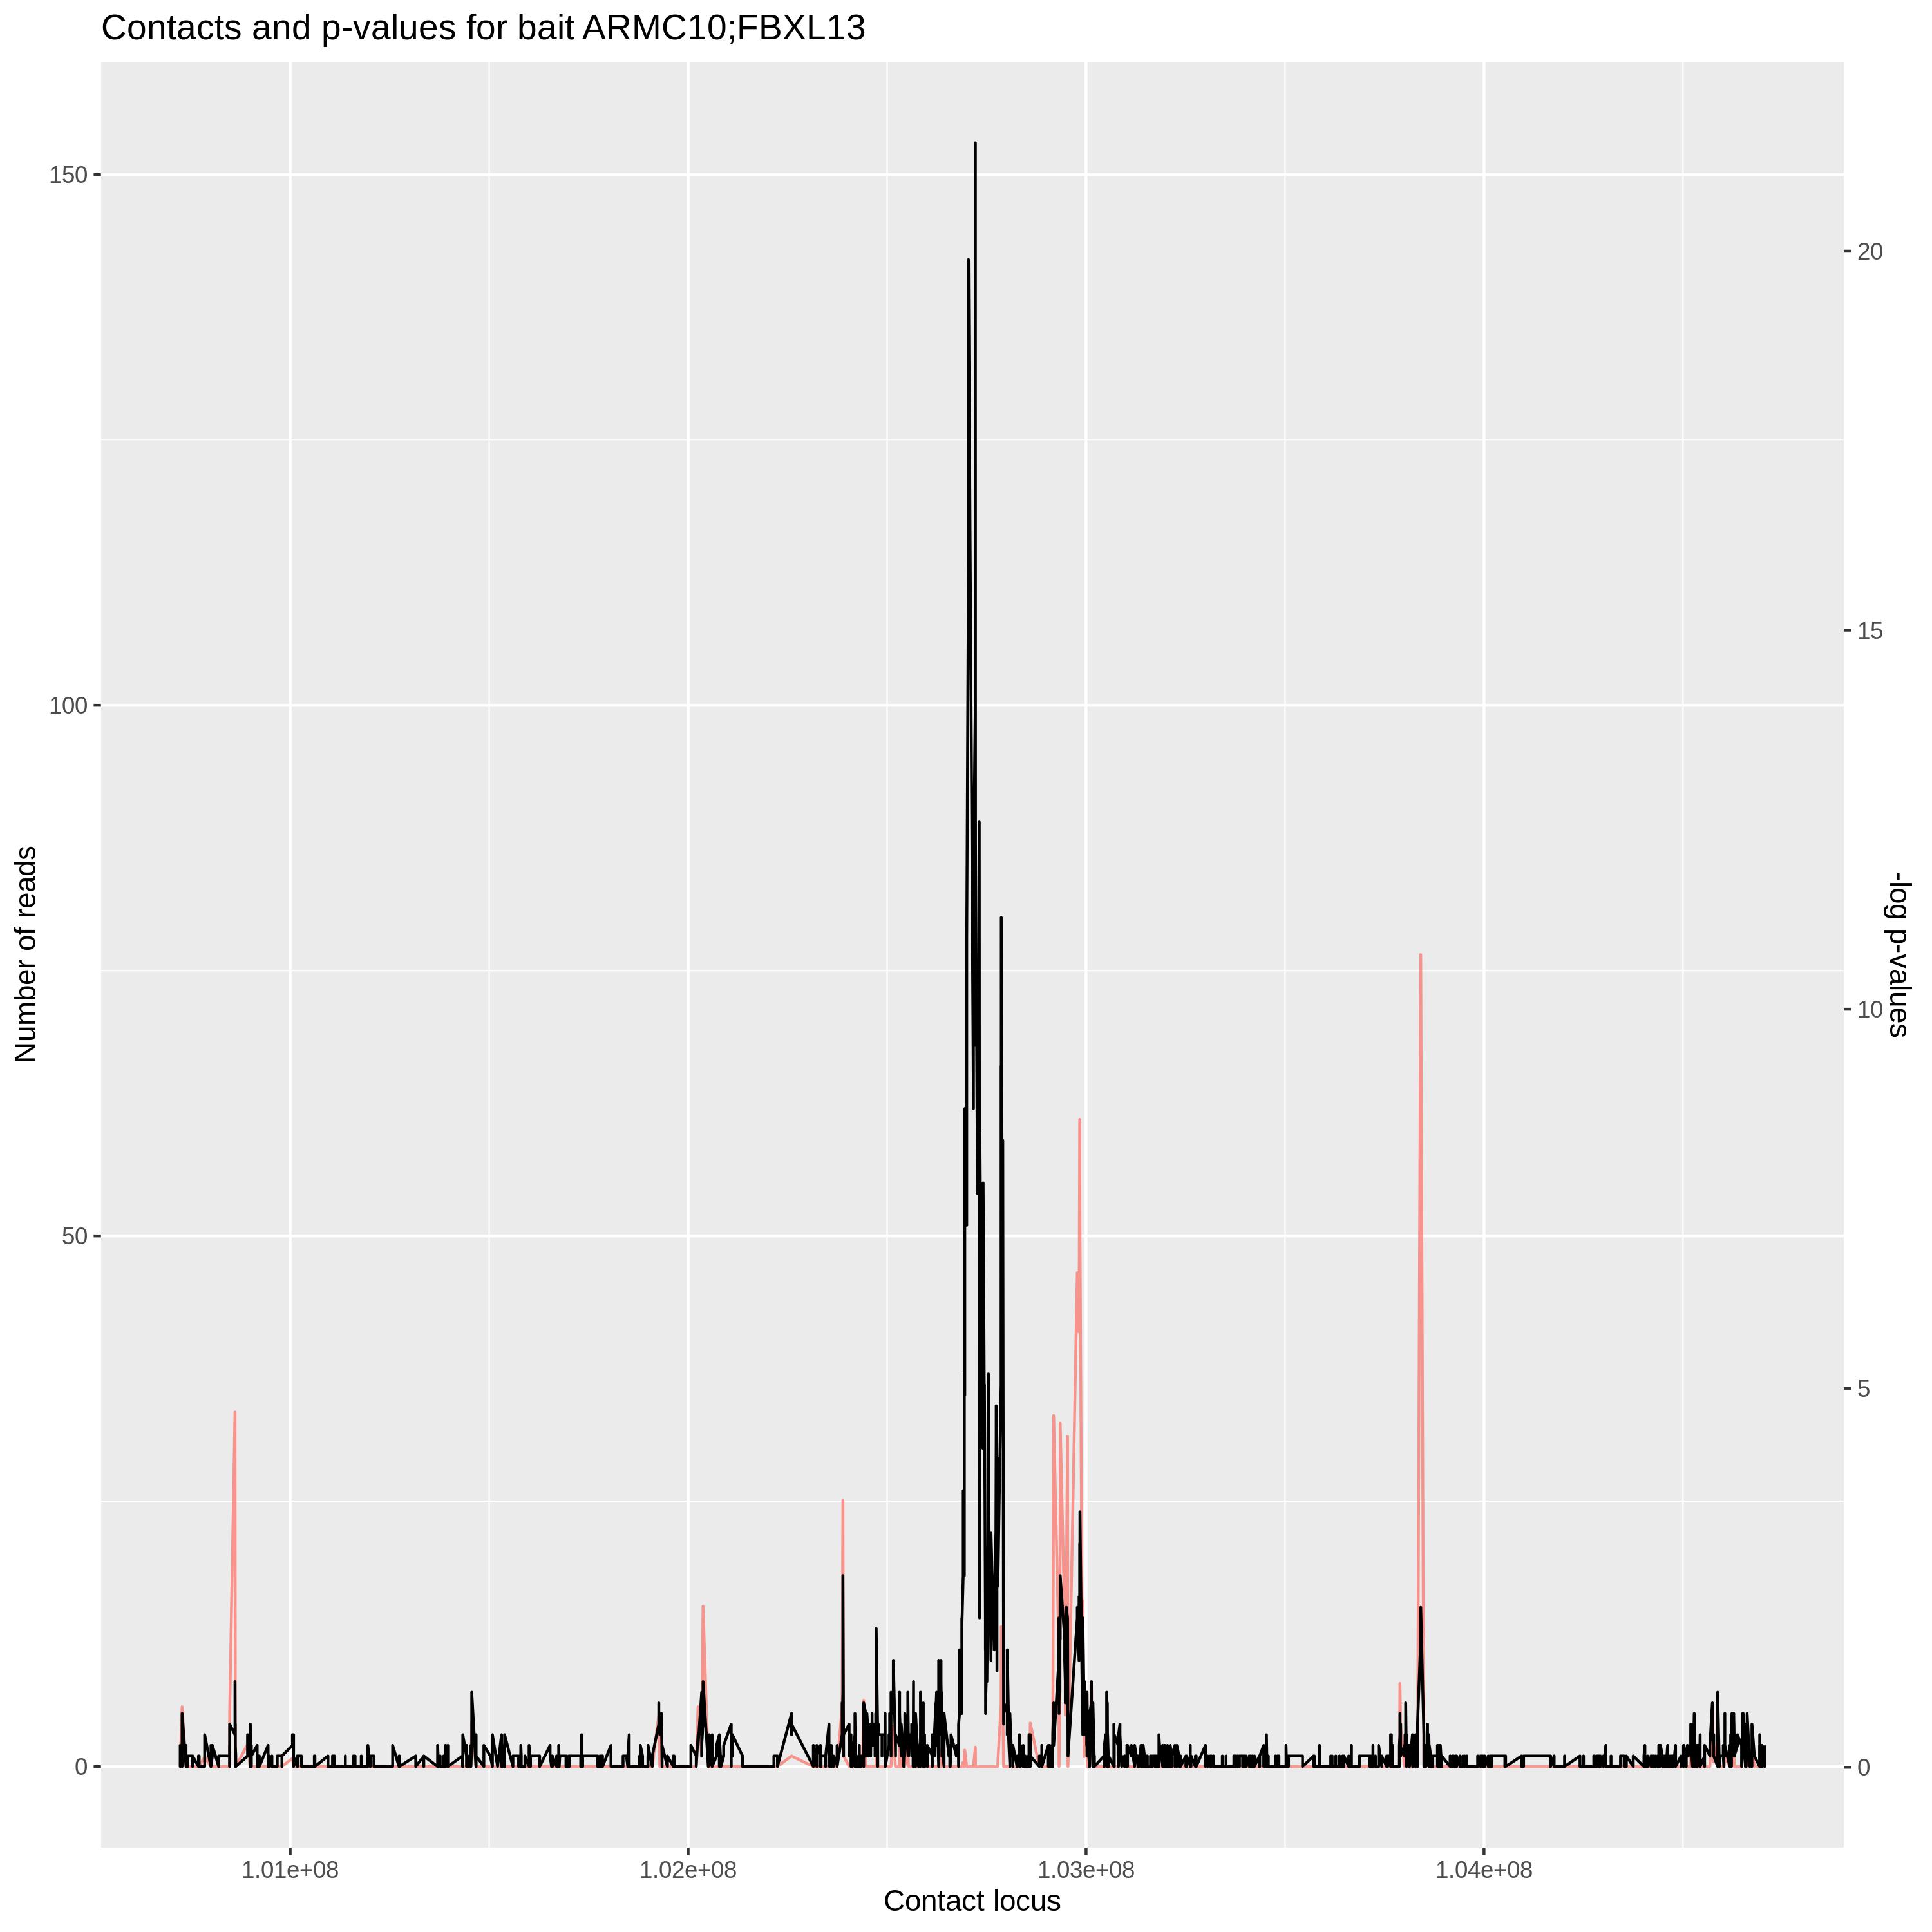 Contacts and p-values for bait ARMC10;FBXL13
150
100
50
0
Number of reads
20
15
10
5
0
-log p-values
1.01e+08
1.02e+08
1.03e+08
1.04e+08
Contact locus